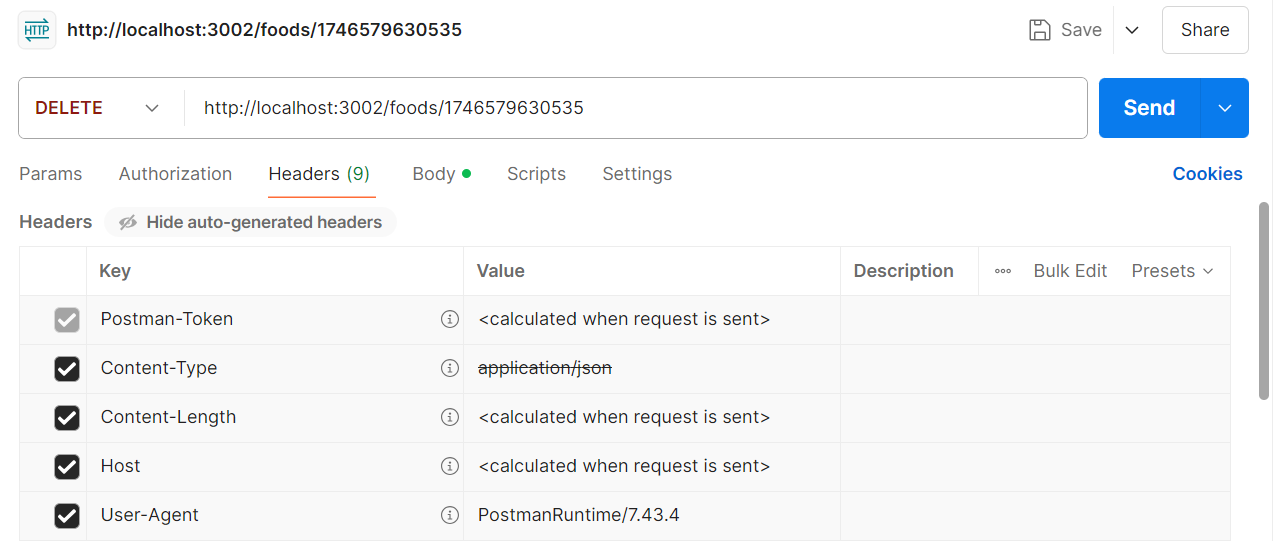 HTTP http://localhost:3002/foods/1746579630535 Save Share
DELETE http://localhost:3002/foods/1746579630535 Send
Params Authorization Headers (9) Body Scripts Settings Cookies
Headers Hide auto-generated headers
Key Value Description Bulk Edit Presets
Postman-Token <calculated when request is sent>
Content-Type application/json
Content-Length <calculated when request is sent>
Host <calculated when request is sent>
User-Agent PostmanRuntime/7.43.4